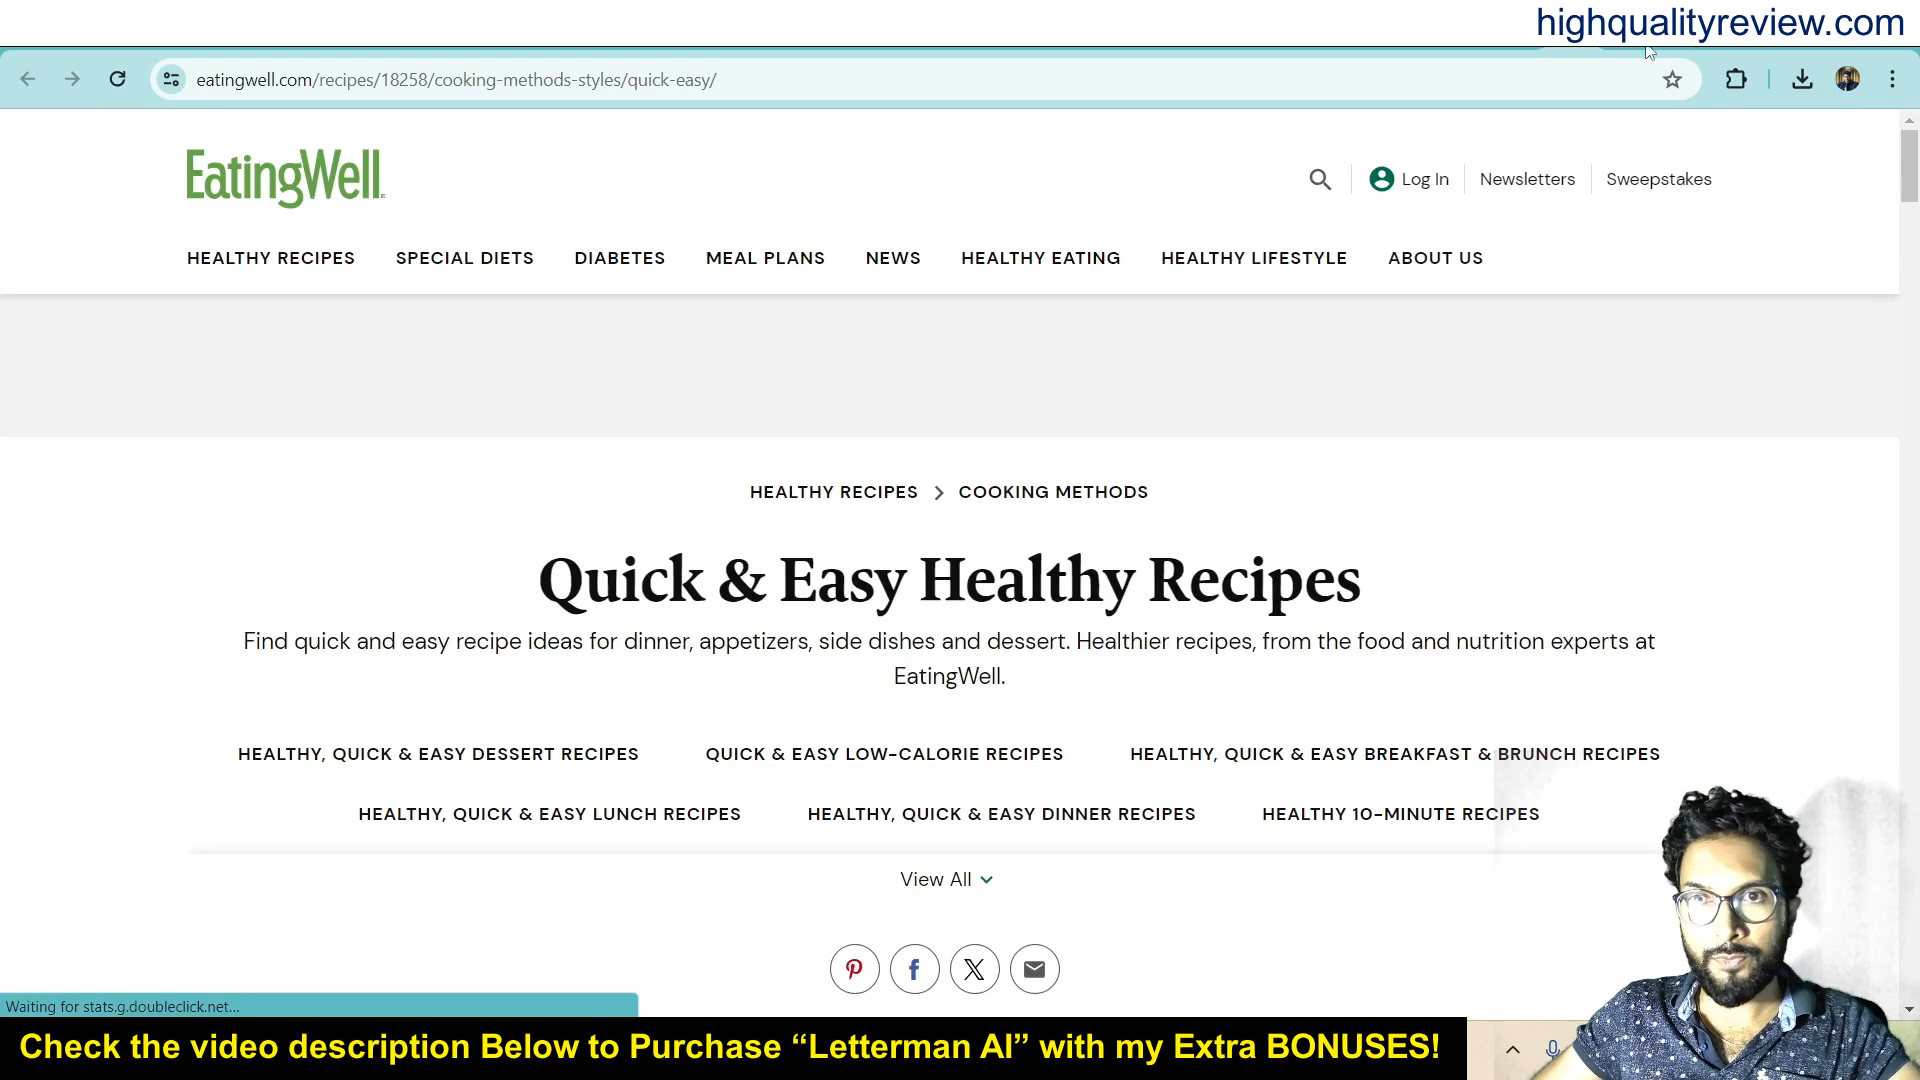 highqualityreview.com
eatingwell.com/recipes/18258/cooking-methods-styles/quick-easy/
EatingWell
Log In
Newsletters
Sweepstakes
HEALTHY RECIPES
SPECIAL DIETS
DIABETES
MEAL PLANS
NEWS
HEALTHY EATING
HEALTHY LIFESTYLE
ABOUT US
HEALTHY RECIPES
COOKING METHODS
Quick & Easy Healthy Recipes
Find quick and easy recipe ideas for dinner, appetizers, side dishes and dessert. Healthier recipes, from the food and nutrition experts at
EatingWell.
HEALTHY, QUICK & EASY DESSERT RECIPES
QUICK & EASY LOW-CALORIE RECIPES
HEALTHY, QUICK & EASY BREAKFAST & BRUNCH RECIPES
HEALTHY, QUICK & EASY LUNCH RECIPES
HEALTHY, QUICK & EASY DINNER RECIPES
HEALTHY 10-MINUTE RECIPES
View All
Waiting for stats.g.doubleclick.net...
Check the video description Below to Purchase “Letterman AI” with my Extra BONUSES!